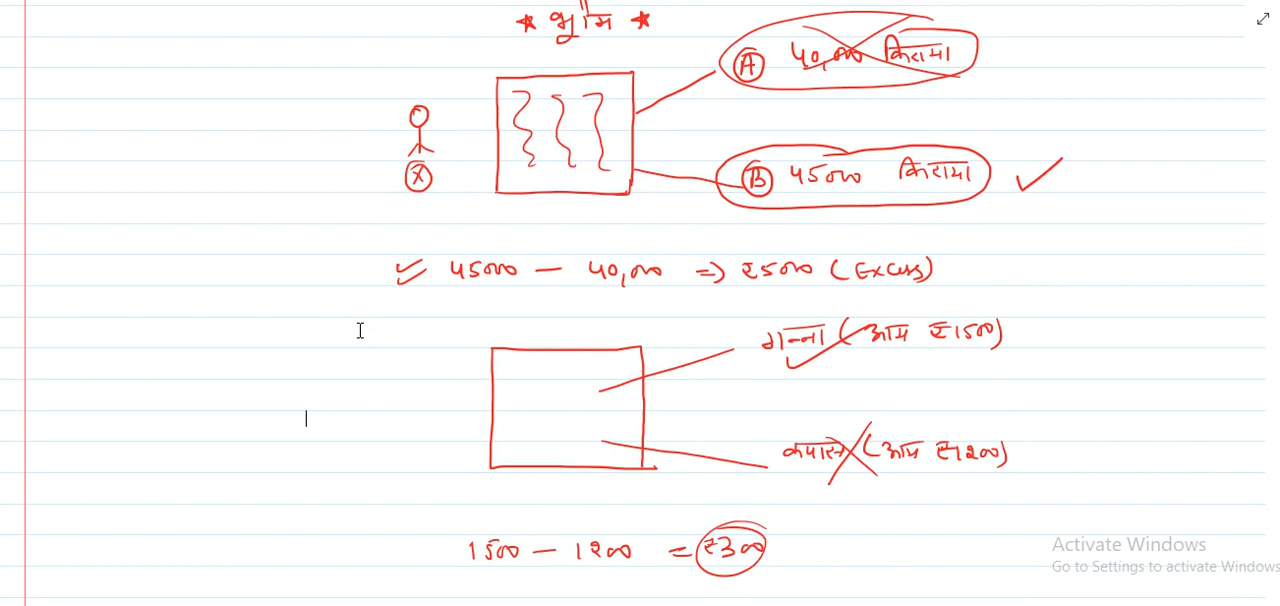 * भूमि *
A 40,000 किराया
B 45000 किराया
X
45000 - 40,000 => ₹5000 (Excess)
गन्ना (आय ₹1500)
कपास (आय ₹1200)
1500 - 1200 = ₹300
Activate Windows
Go to Settings to activate Windows